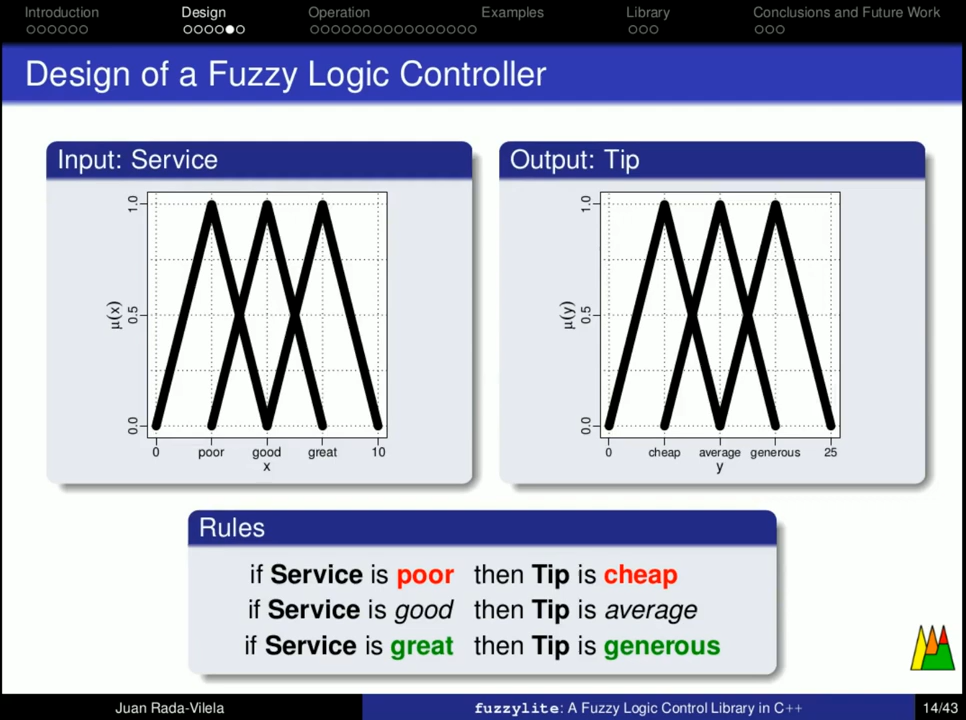 Introduction Design Operation Examples Library Conclusions and Future Work
Design of a Fuzzy Logic Controller
Input: Service
1.0
0.5
0.0
μ(x)
0 poor good great 10
x
Output: Tip
1.0
0.5
0.0
μ(y)
0 cheap average generous 25
y
Rules
if Service is poor then Tip is cheap
if Service is good then Tip is average
if Service is great then Tip is generous
Juan Rada-Vilela fuzzylite: A Fuzzy Logic Control Library in C++ 14/43